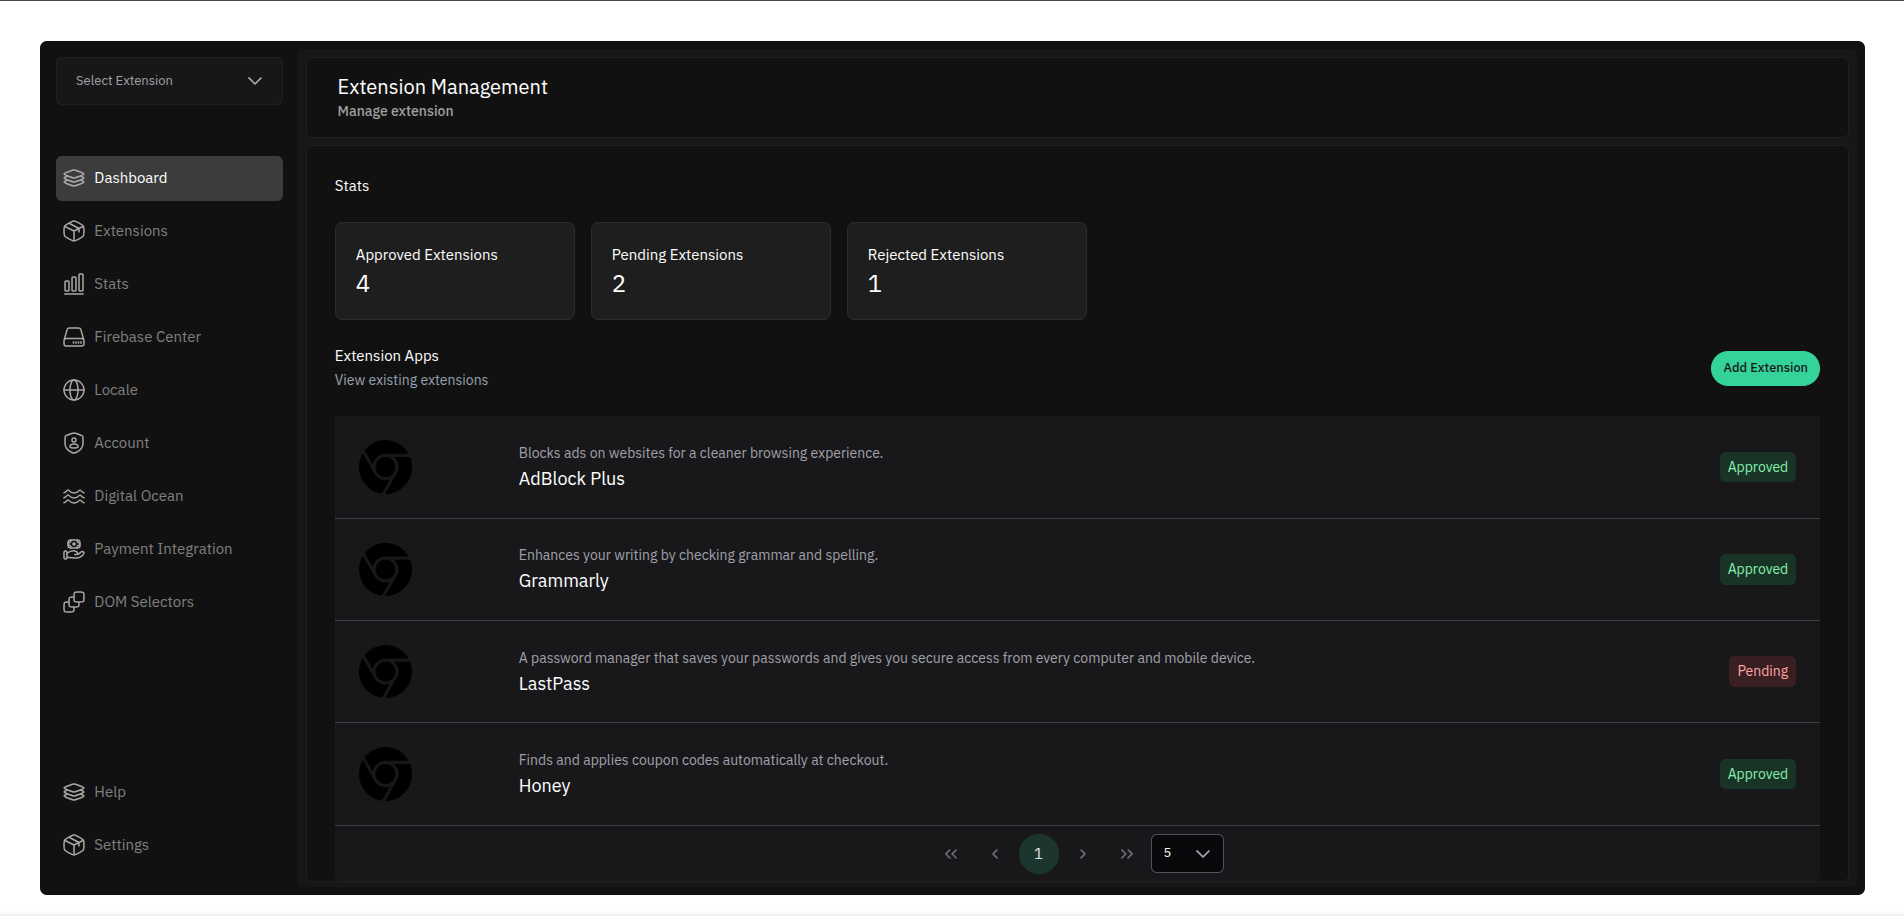 Select Extension
Dashboard
Extensions
Stats
Firebase Center
Locale
Account
Digital Ocean
Payment Integration
DOM Selectors
Help
Settings
Extension Management
Manage extension
Stats
Approved Extensions
4
Pending Extensions
2
Rejected Extensions
1
Extension Apps
View existing extensions
Add Extension
Blocks ads on websites for a cleaner browsing experience.
AdBlock Plus
Approved
Enhances your writing by checking grammar and spelling.
Grammarly
Approved
A password manager that saves your passwords and gives you secure access from every computer and mobile device.
LastPass
Pending
Finds and applies coupon codes automatically at checkout.
Honey
Approved
1
5